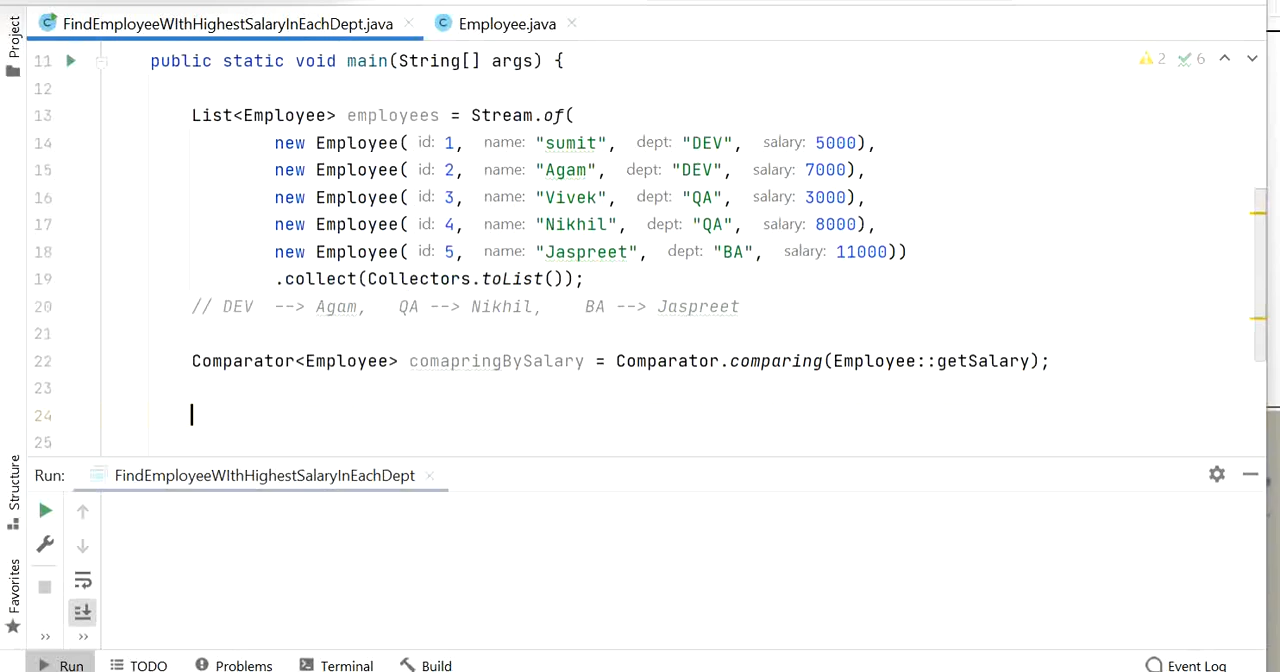 FindEmployeeWIthHighestSalaryInEachDept.java
Employee.java
Project
11 public static void main(String[] args) {
2 6
12
13 List<Employee> employees = Stream.of(
14 new Employee( id: 1, name: "sumit", dept: "DEV", salary: 5000),
15 new Employee( id: 2, name: "Agam", dept: "DEV", salary: 7000),
16 new Employee( id: 3, name: "Vivek", dept: "QA", salary: 3000),
17 new Employee( id: 4, name: "Nikhil", dept: "QA", salary: 8000),
18 new Employee( id: 5, name: "Jaspreet", dept: "BA", salary: 11000))
19 .collect(Collectors.toList());
20 // DEV --> Agam, QA --> Nikhil, BA --> Jaspreet
21
22 Comparator<Employee> comapringBySalary = Comparator.comparing(Employee::getSalary);
23
24
25
Structure
Favorites
Run: FindEmployeeWIthHighestSalaryInEachDept
Run TODO Problems Terminal Build Event Log